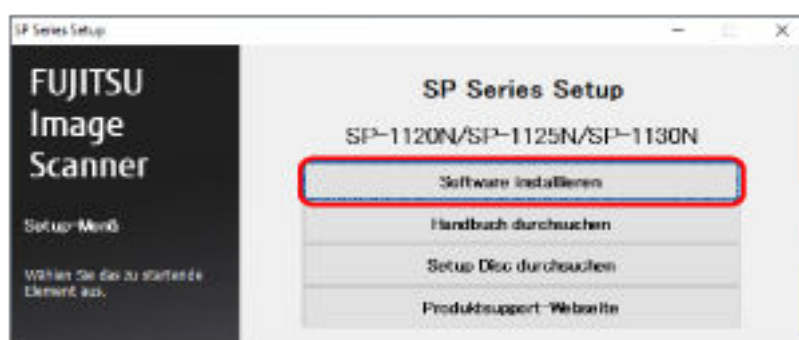 SP Series Setup
FUJITSU
Image
Scanner
Setup-Menü
Wählen Sie das zu startende
Element aus.
SP Series Setup
SP-1120N/SP-1125N/SP-1130N
Software installieren
Handbuch durchsuchen
Setup Disc durchsuchen
Produktsupport-Webseite